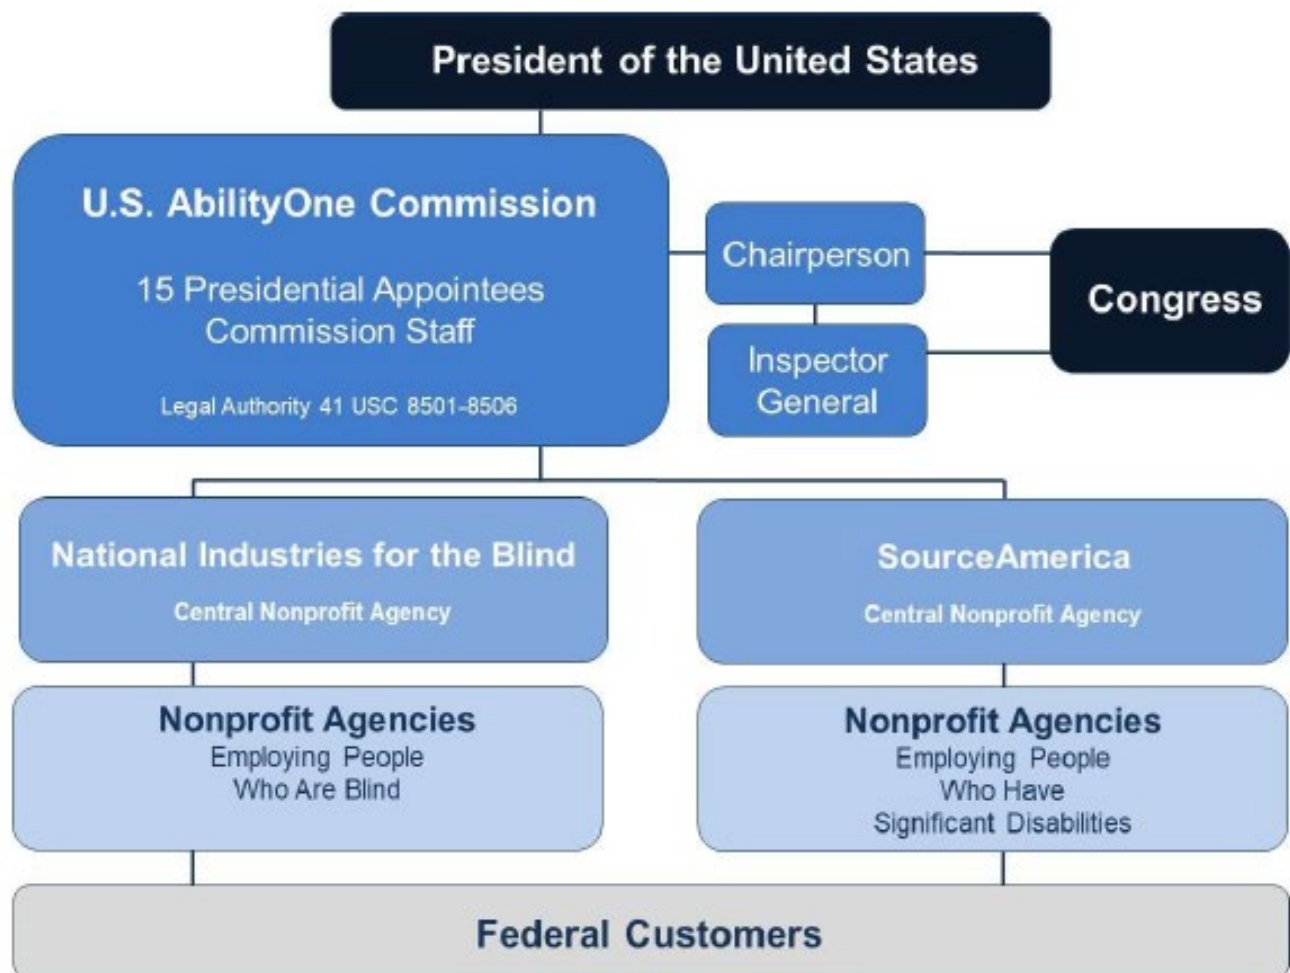 President of the United States
U.S. AbilityOne Commission
15 Presidential Appointees
Commission Staff
Legal Authority 41 USC 8501-8506
Chairperson
Inspector
General
Congress
National Industries for the Blind
Central Nonprofit Agency
SourceAmerica
Central Nonprofit Agency
Nonprofit Agencies
Employing People
Who Are Blind
Nonprofit Agencies
Employing People
Who Have
Significant Disabilities
Federal Customers